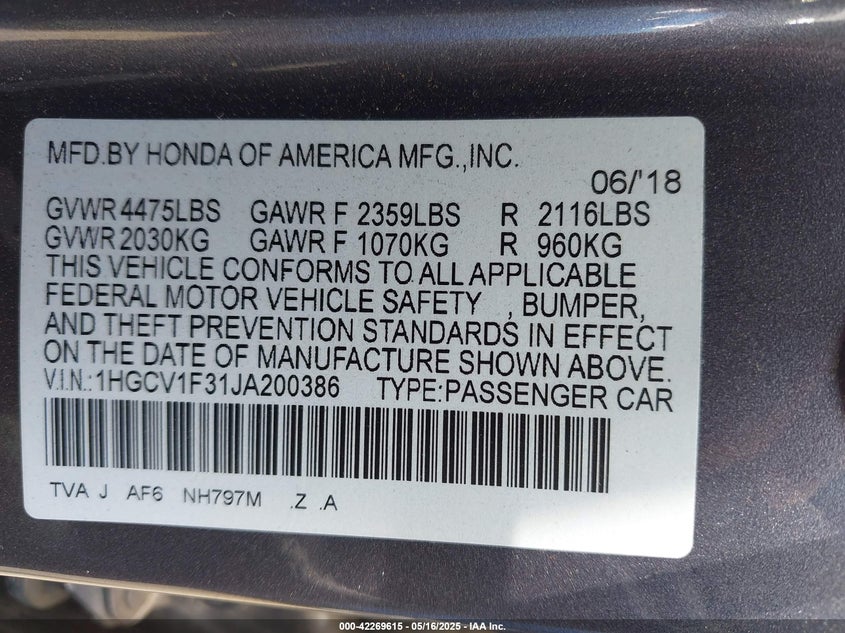 MFD.BY HONDA OF AMERICA MFG.,INC.
06/'18
GVWR 4475LBS GAWR F 2359LBS R 2116LBS
GVWR 2030KG GAWR F 1070KG R 960KG
THIS VEHICLE CONFORMS TO ALL APPLICABLE
FEDERAL MOTOR VEHICLE SAFETY , BUMPER,
AND THEFT PREVENTION STANDARDS IN EFFECT
ON THE DATE OF MANUFACTURE SHOWN ABOVE.
V.I.N.:1HGCV1F31JA200386 TYPE:PASSENGER CAR
TVA J AF6 NH797M .Z .A
000-42269615 - 05/16/2025 - IAA Inc.